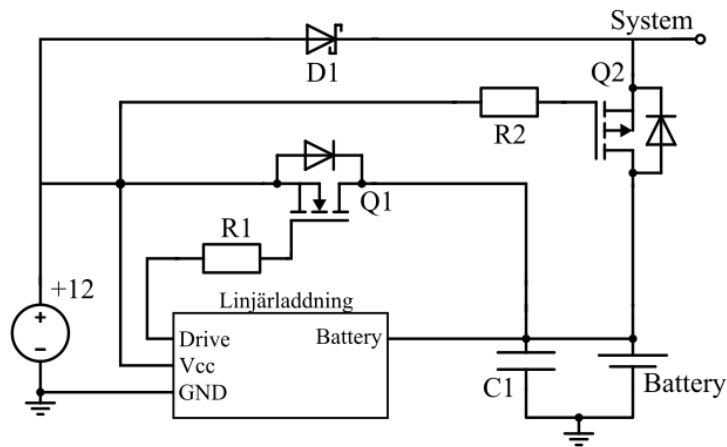 System
D1
Q2
R2
Q1
R1
+12
Linjärladdning
Drive
Battery
Vcc
GND
C1
Battery